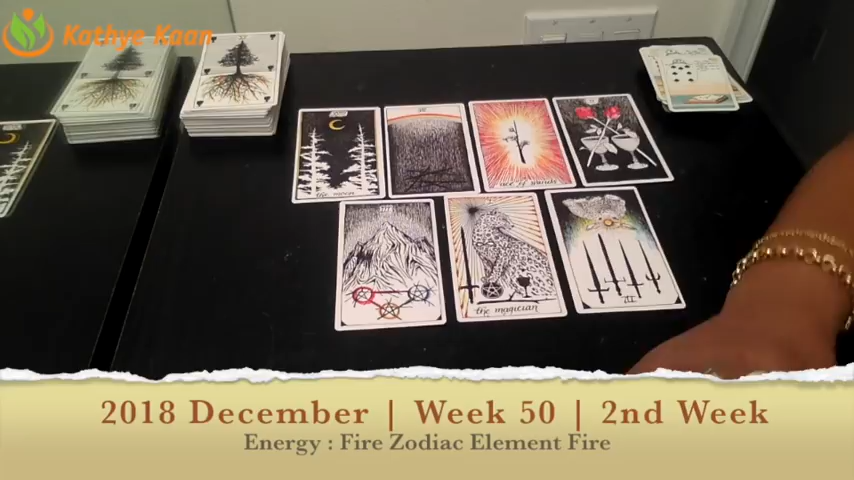 Kathye Kaan
the moon
ace of wands
the magician
2018 December | Week 50 | 2nd Week
Energy : Fire Zodiac Element Fire